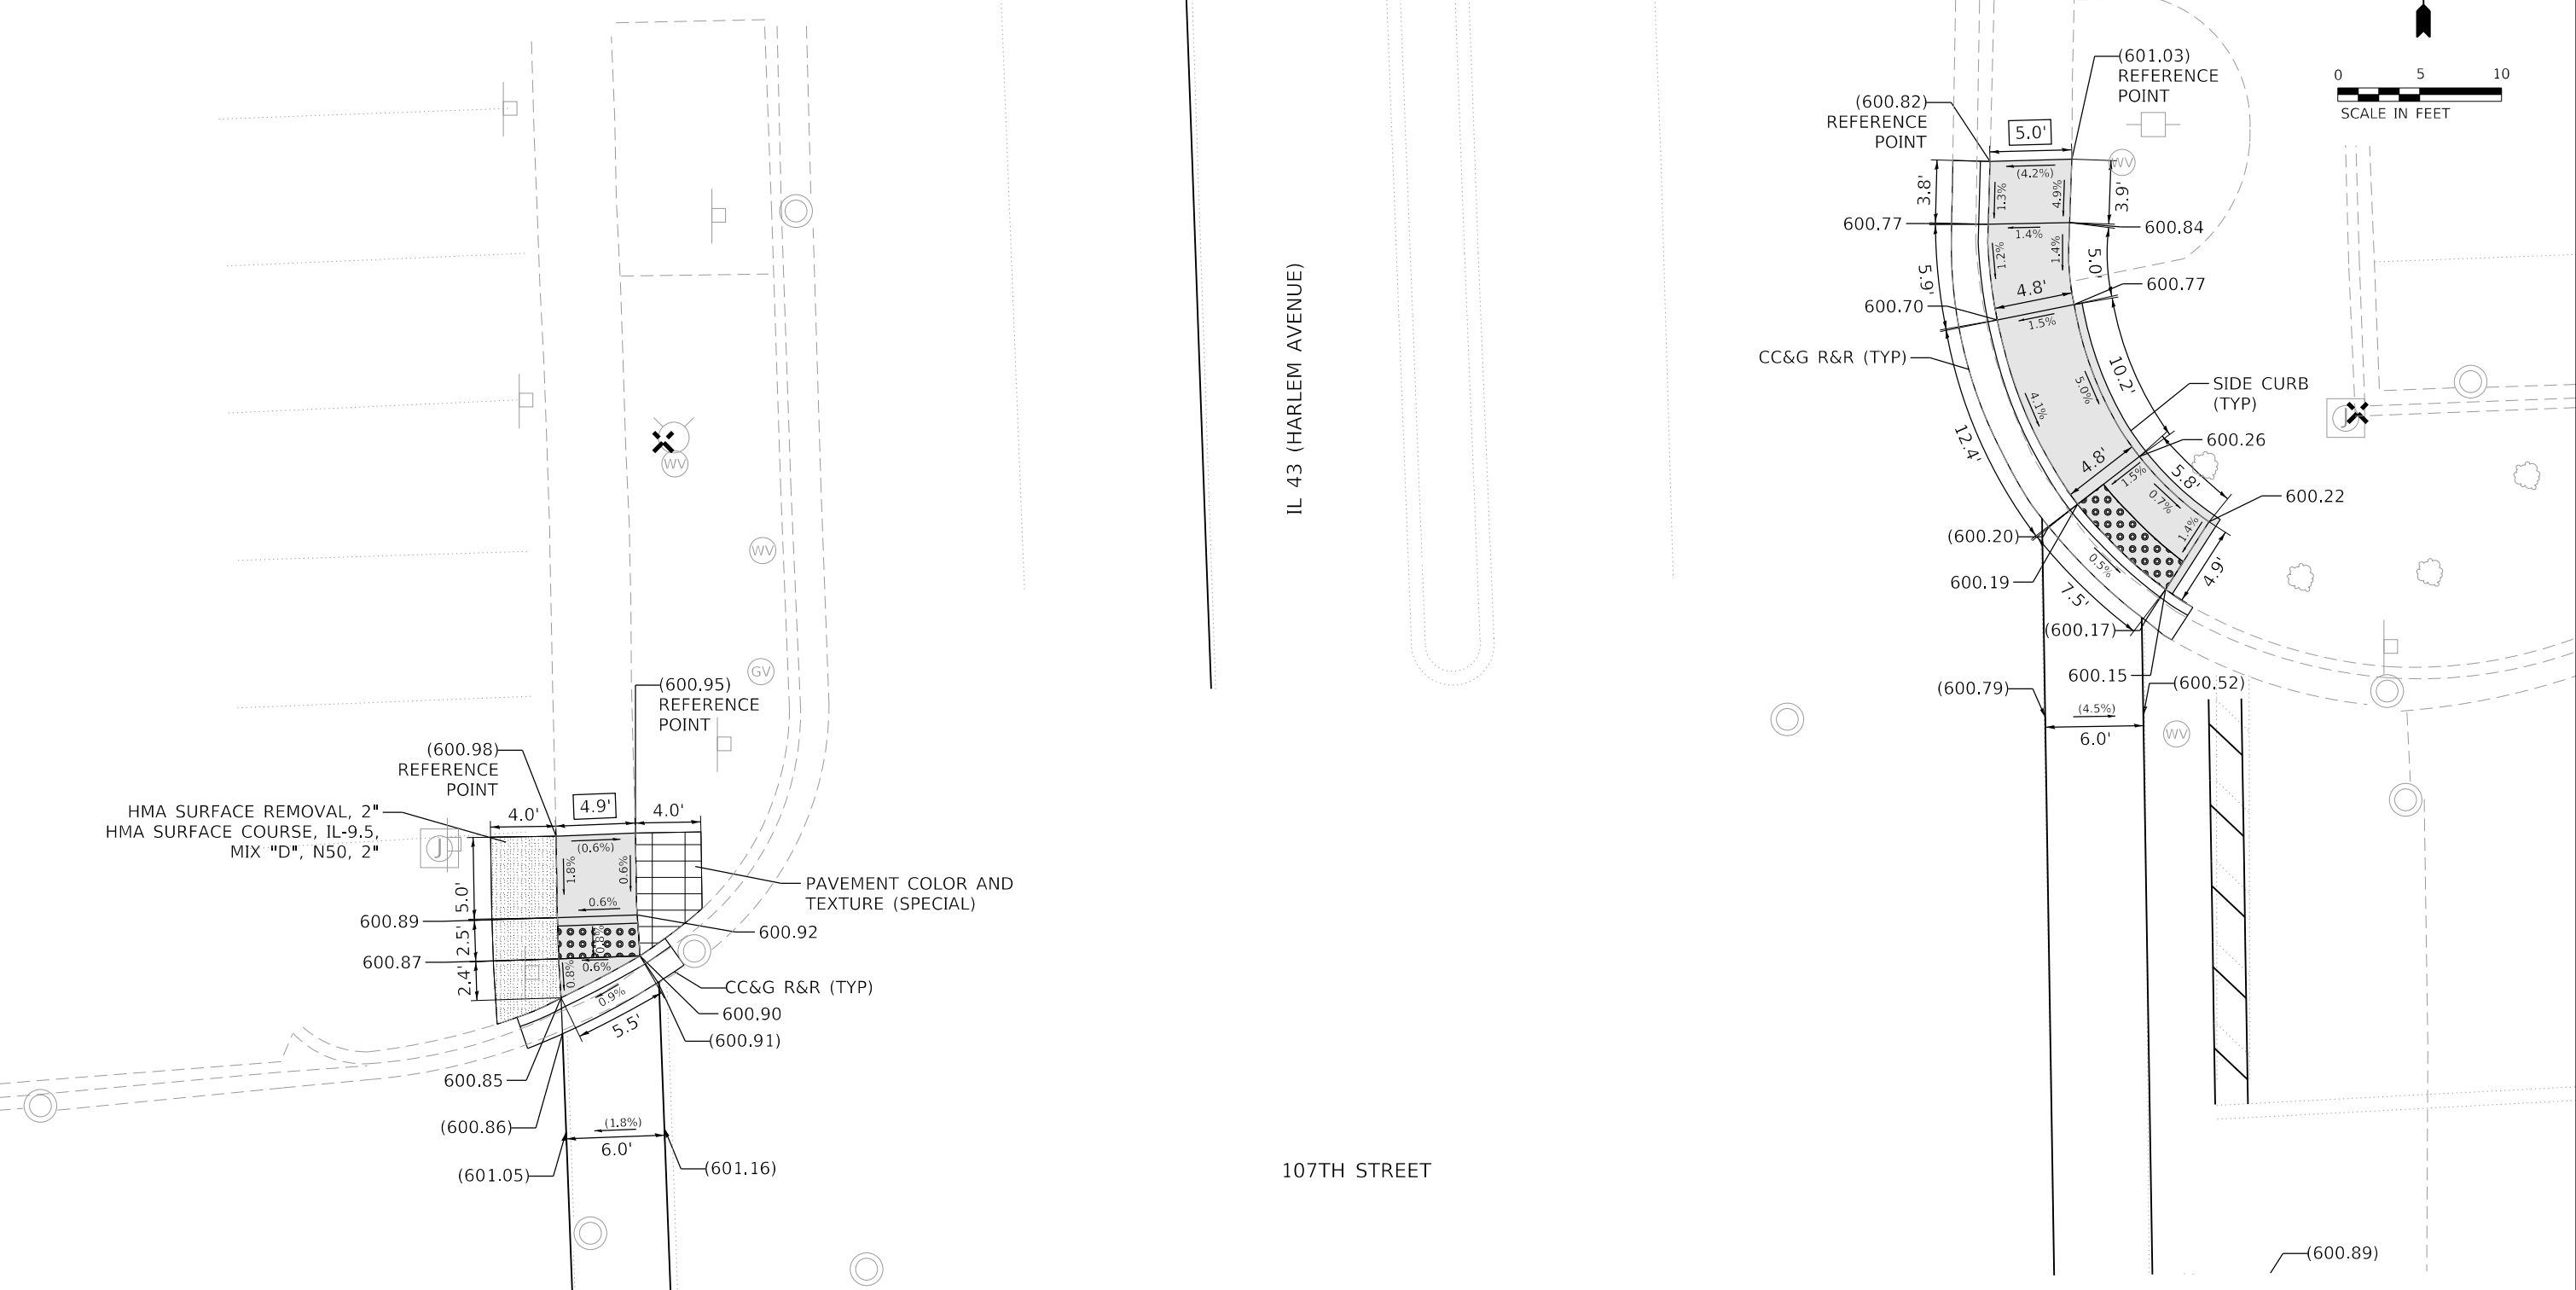 (600.95)
REFERENCE
POINT
(600.98)
REFERENCE
POINT
HMA SURFACE REMOVAL, 2"
HMA SURFACE COURSE, IL-9.5,
MIX "D", N50, 2"
4.0'
4.9'
4.0'
(0.6%)
1.8%
0.6%
0.6%
5.0'
2.5'
2.4'
600.89
600.87
0.8%
0.6%
0.8%
0.9%
5.5'
PAVEMENT COLOR AND
TEXTURE (SPECIAL)
600.92
CC&G R&R (TYP)
600.90
(600.91)
600.85
(600.86)
(1.8%)
6.0'
(601.05)
(601.16)
WV
WV
GV
J
IL 43 (HARLEM AVENUE)
107TH STREET
(601.03)
REFERENCE
POINT
(600.82)
REFERENCE
POINT
5.0'
(4.2%)
1.3%
4.9%
3.8'
3.9'
WV
600.77
600.84
1.4%
1.2%
1.4%
5.9'
5.0'
4.8'
600.77
600.70
1.5%
CC&G R&R (TYP)
SIDE CURB
(TYP)
10.2'
5.0%
4.1%
12.4'
600.26
4.8'
1.5%
5.8'
0.7%
600.22
1.4%
4.9'
(600.20)
600.19
0.5%
7.5'
(600.17)
600.15
(600.79)
(600.52)
(4.5%)
6.0'
WV
J
0 5 10
SCALE IN FEET
(600.89)